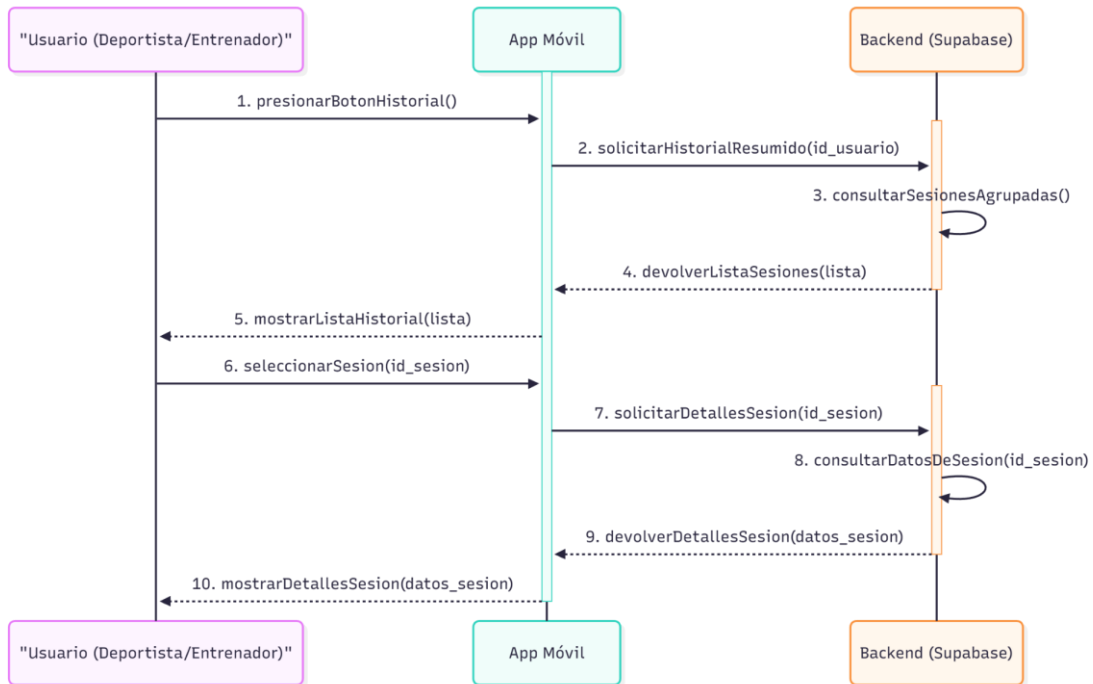 "Usuario (Deportista/Entrenador)"
App Móvil
Backend (Supabase)
1. presionarBotonHistorial()
2. solicitarHistorialResumido(id_usuario)
3. consultarSesionesAgrupadas()
4. devolverListaSesiones(lista)
5. mostrarListaHistorial(lista)
6. seleccionarSesion(id_sesion)
7. solicitarDetallesSesion(id_sesion)
8. consultarDatosDeSesion(id_sesion)
9. devolverDetallesSesion(datos_sesion)
10. mostrarDetallesSesion(datos_sesion)
"Usuario (Deportista/Entrenador)"
App Móvil
Backend (Supabase)